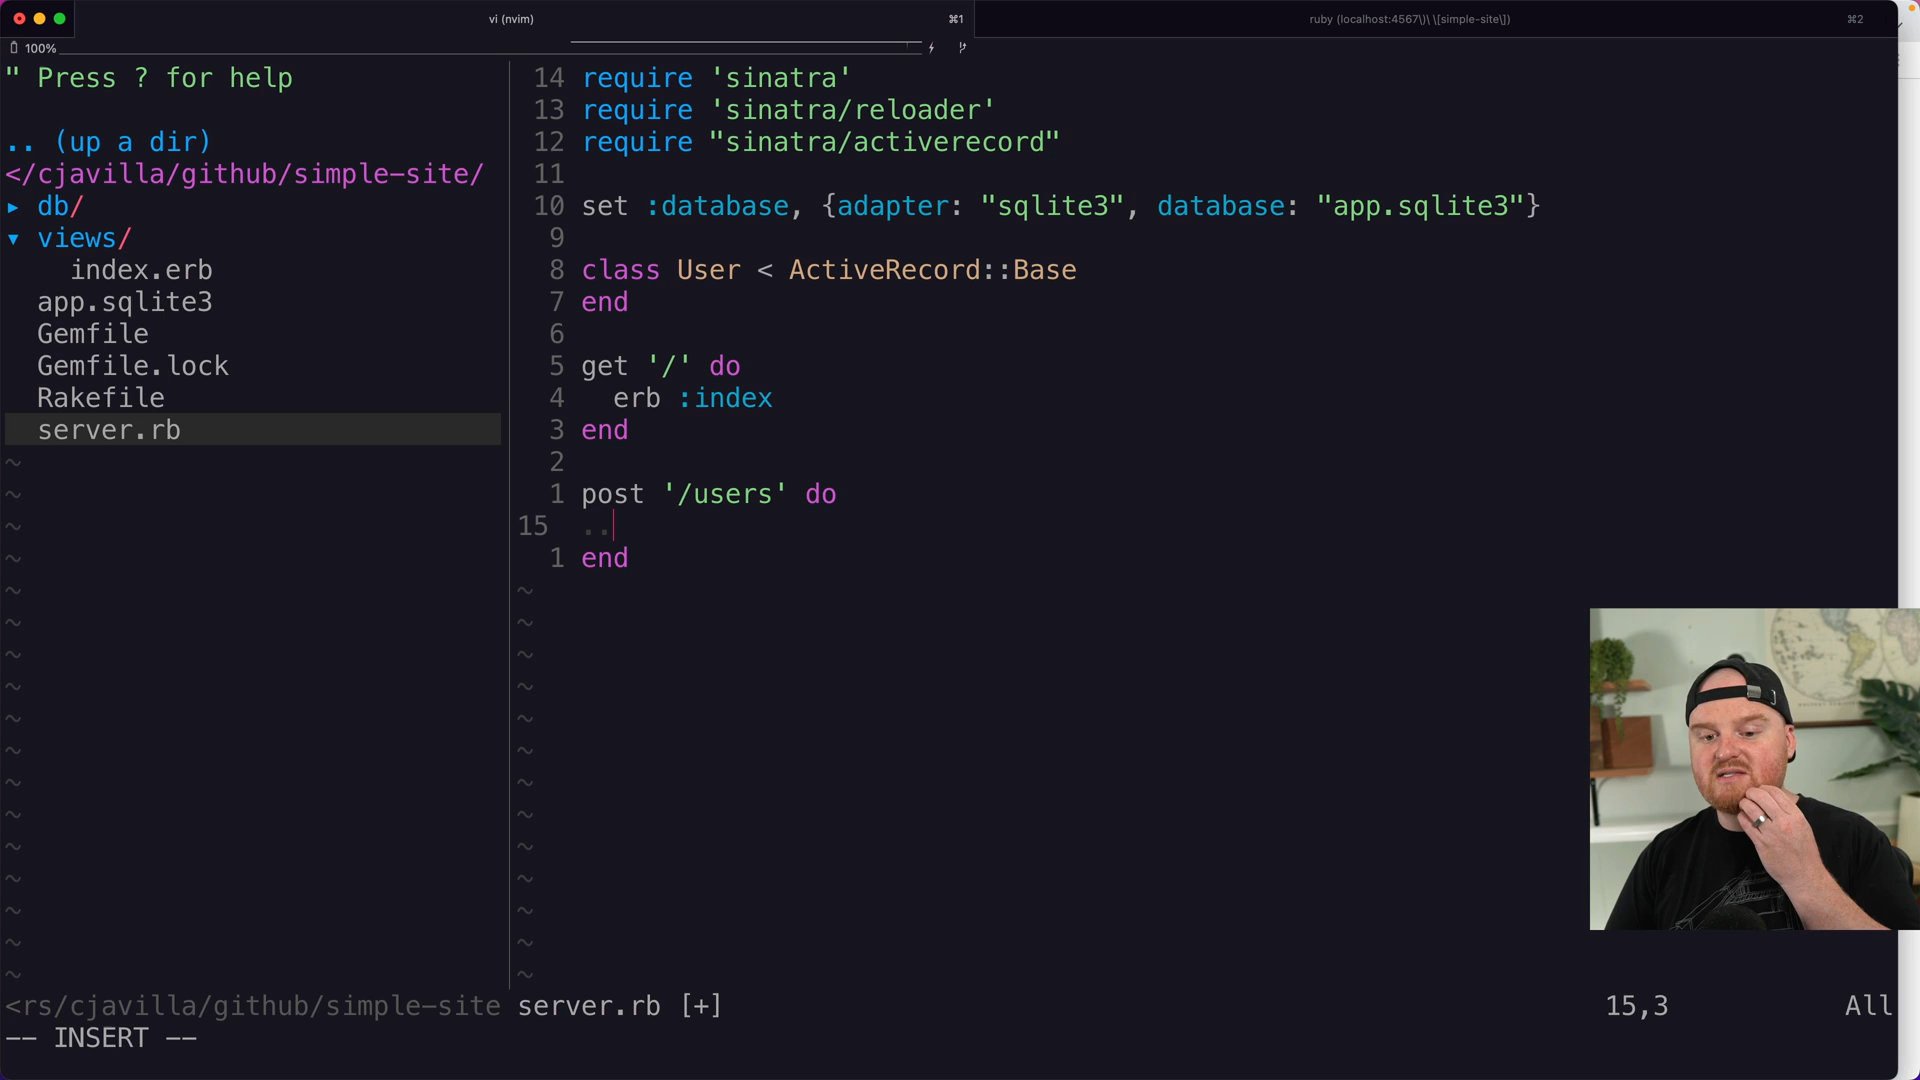 vi (nvim)
⌘1
ruby (localhost:4567\)\ \[simple-site\])
⌘2
100%
" Press ? for help
.. (up a dir)
</cjavilla/github/simple-site/
▸ db/
▾ views/
index.erb
app.sqlite3
Gemfile
Gemfile.lock
Rakefile
server.rb
14 require 'sinatra'
13 require 'sinatra/reloader'
12 require "sinatra/activerecord"
11
10 set :database, {adapter: "sqlite3", database: "app.sqlite3"}
9
8 class User < ActiveRecord::Base
7 end
6
5 get '/' do
4 erb :index
3 end
2
1 post '/users' do
15 ..
1 end
<rs/cjavilla/github/simple-site server.rb [+] 15,3 All
-- INSERT --